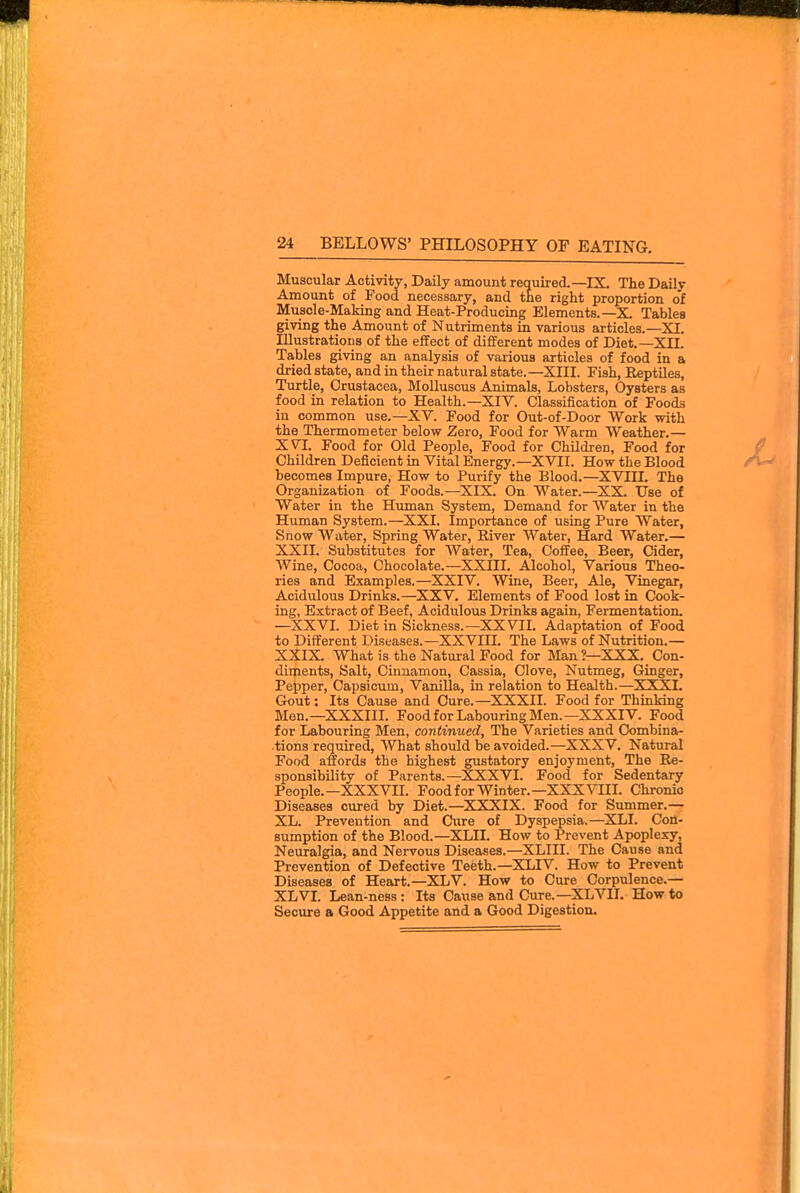 24 BELLOWS' PHILOSOPHY OF EATING.
Muscular Activity, Daily amount required.—IX. The Daily
Amount of Food necessary, and the right proportion of
Muscle-Making and Heat-Producing Elements.—X. Tables
giving the Amount of Nutriments in various articles.—XI.
Illustrations of the effect of different modes of Diet.—XII.
Tables giving an analysis of various articles of food in a
dried state, and in their natural state.—XIII. Fish, Reptiles,
Turtle, Crustacea, Molluscus Animals, Lobsters, Oysters as
food in relation to Health.—XIV. Classification of Foods
in common use.—XV. Food for Out-of-Door Work with
the Thermometer below Zero, Food for Warm Weather.—
XVI. Food for Old People, Food for Children, Food for
Children Deficient in Vital Energy.—XVII. How the Blood
becomes Impure, How to Purify the Blood.—XVIII. The
Organization of Foods.—XIX. On Water.—XX. Use of
Water in the Human System, Demand for Water in the
Human System.—XXI. Importance of using Pure Water,
Snow Water, Spring Water, River Water, Hard Water.—
XXII. Substitutes for Water, Tea, Coffee, Beer, Cider,
Wine, Cocoa, Chocolate.—XXIII. Alcohol, Various Theo-
ries and Examples.—XXIV. Wine, Beer, Ale, Vinegar,
Acidulous Drinks.—XXV. Elements of Food lost in Cook-
ing, Extract of Beef, Acidulous Drinks again, Fermentation.
—XXVI. Diet in Sickness.—XXVII. Adaptation of Food
to Different Diseases.—XXVIII. The Laws of Nutrition.—
XXIX. What is the Natural Food for Man?—XXX. Con-
diments, Salt, Cinnamon, Cassia, Clove, Nutmeg, Ginger,
Pepper, Capsicum, Vanilla, in relation to Health.—XXXI.
Gout: Its Cause and Cure.—XXXII. Food for Thinking
Men.—XXXIII. Food for Labouring Men.—XXXIV. Food
for Labouring Men, continued, The Varieties and Combina-
tions required, What should be avoided.—XXXV. Natural
Food affords the highest gustatory enjoyment, The Re-
sponsibility of Parents.—XXXVI. Food for Sedentary
People.—XXXVII. Food for Winter.—XXXVIII. Chronic
Diseases cured by Diet.—XXXIX. Food for Summer.—
XL. Prevention and Cure of Dyspepsia.—XLI. Con-
sumption of the Blood.—XLII. How to Prevent Apoplexy,
Neuralgia, and Nervous Diseases.—XLIII. The Cause and
Prevention of Defective Teeth.—XLIV. How to Prevent
Diseases of Heart.—XLV. How to Cure Corpulence.—
XLVI. Lean-ness: Its Cause and Cure.—XLVII. How to
Secure a Good Appetite and a Good Digestion.